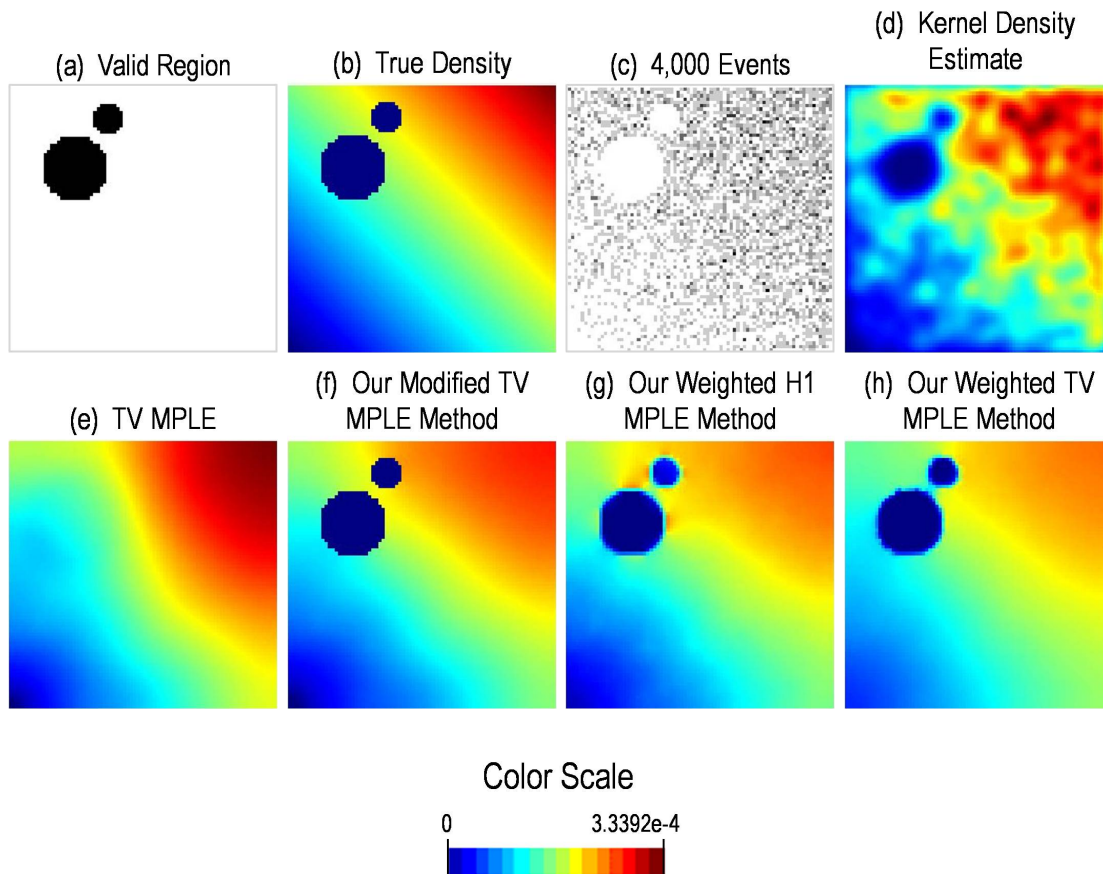 (a) Valid Region
(b) True Density
(c) 4,000 Events
(d) Kernel Density
Estimate
(e) TV MPLE
(f) Our Modified TV
MPLE Method
(g) Our Weighted H1
MPLE Method
(h) Our Weighted TV
MPLE Method
Color Scale
0
3.3392e-4